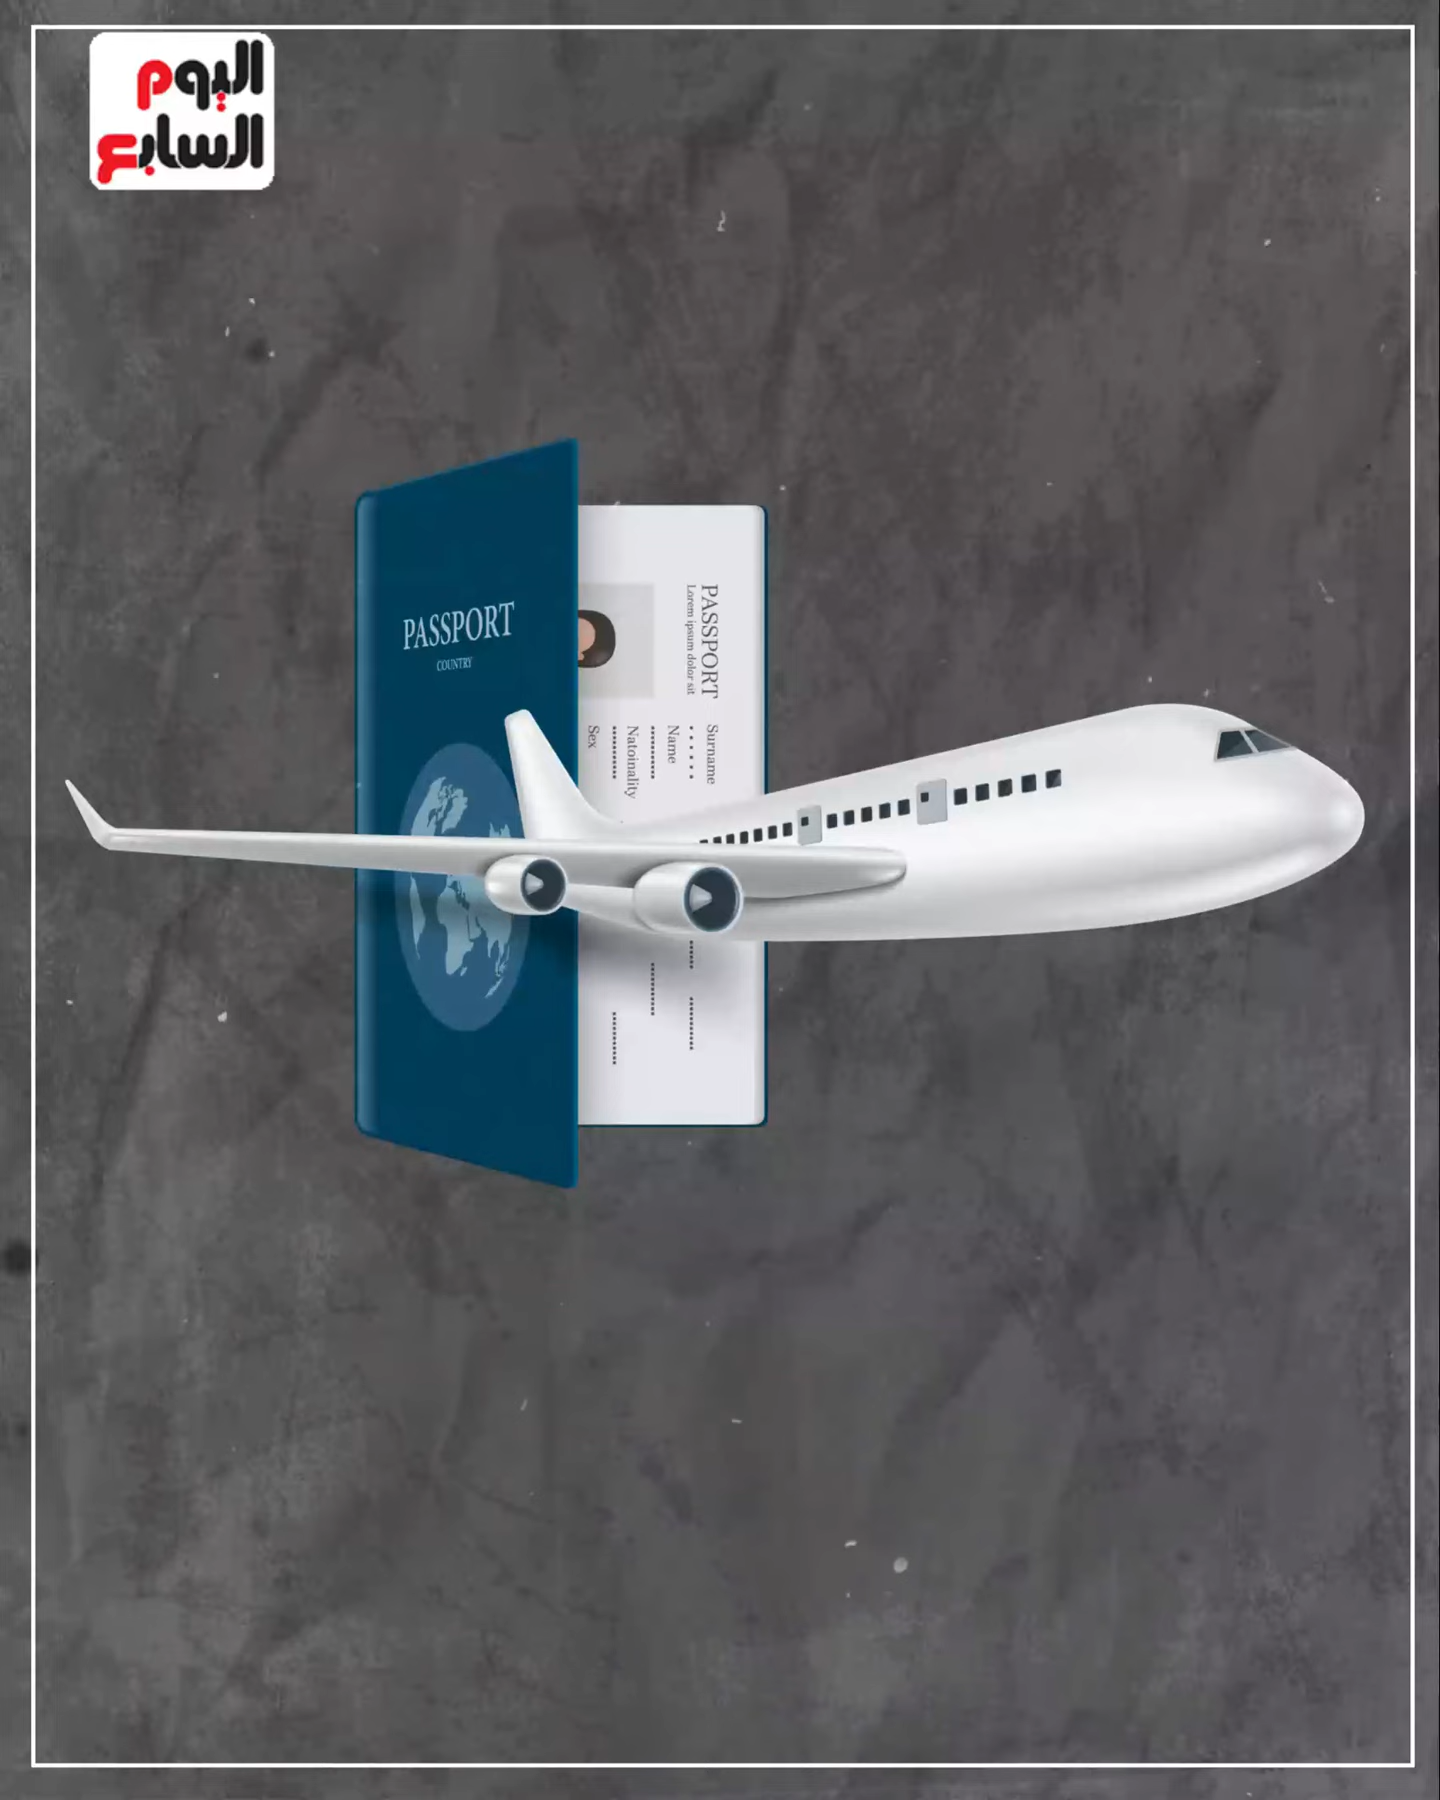 اليوم
السابع
PASSPORT
COUNTRY
PASSPORT
Lorem ipsum dolor sit
Surname
Name
Natoinality
Sex